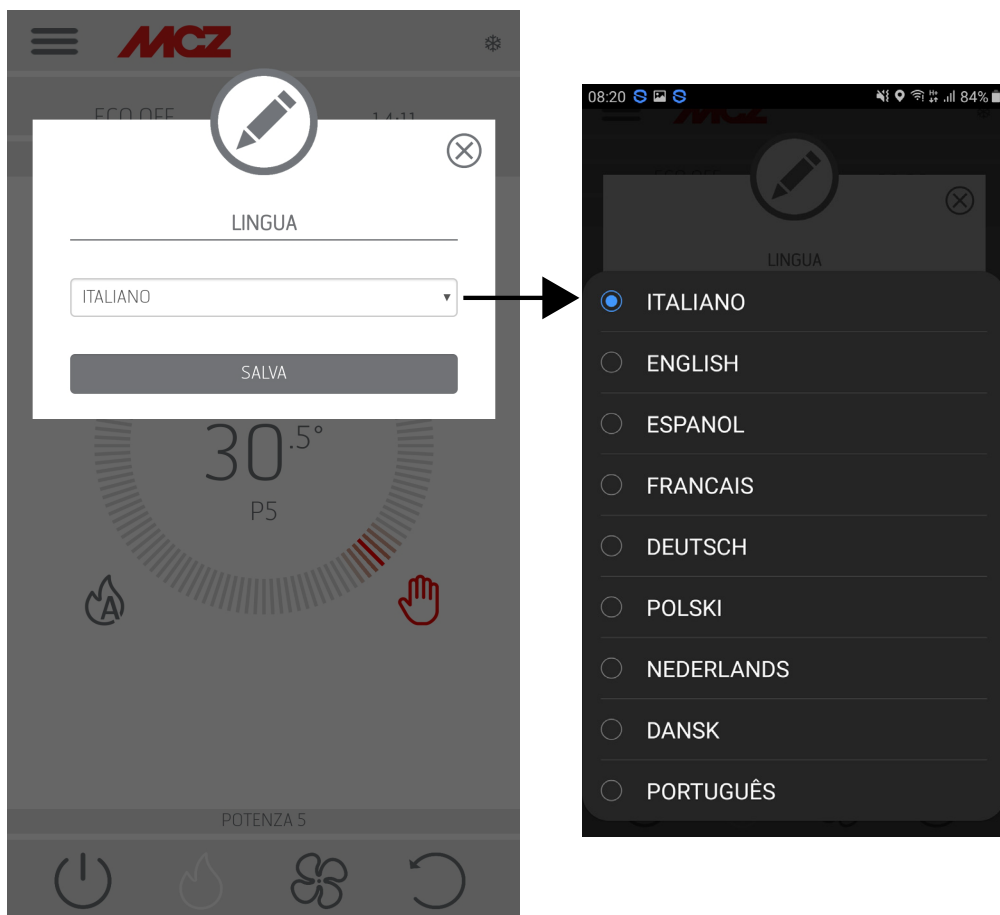 MCZ
ECO OFF
14:11
LINGUA
ITALIANO
SALVA
30.5°
P5
A
POTENZA 5
08:20
84%
MCZ
LINGUA
ITALIANO
ENGLISH
ESPANOL
FRANCAIS
DEUTSCH
POLSKI
NEDERLANDS
DANSK
PORTUGUÊS